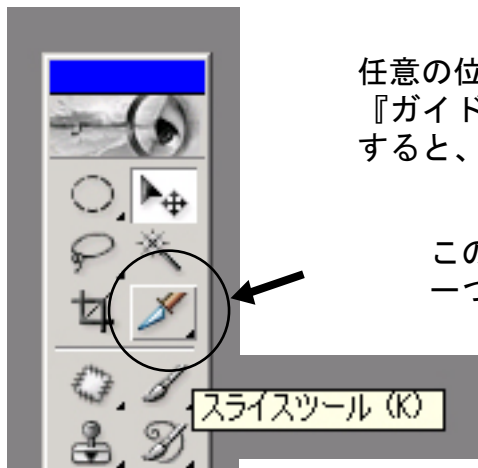 任意の位
『ガイド
すると、
この
一つ
スライスツール (K)